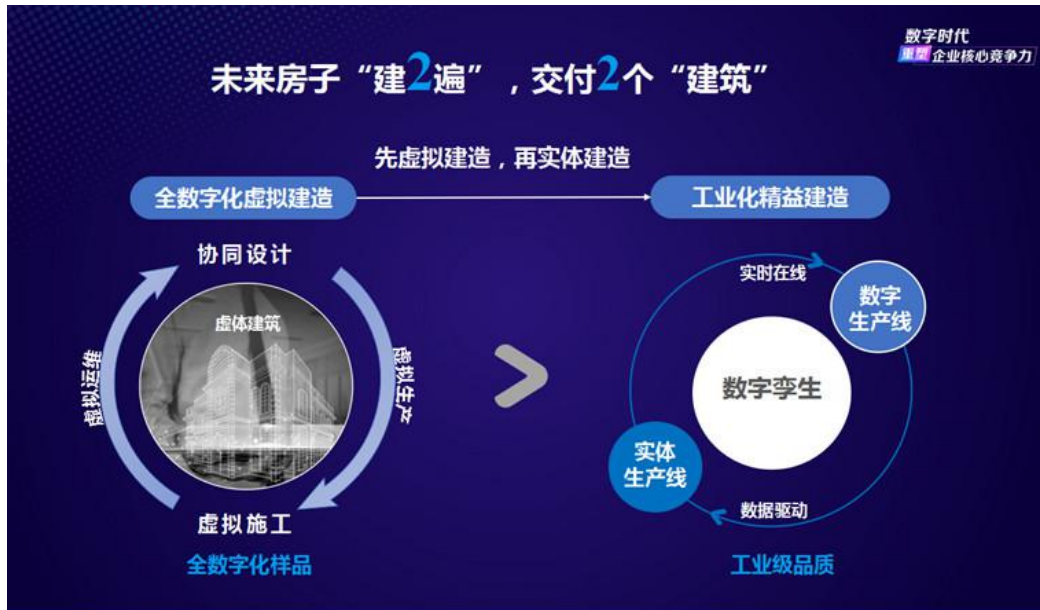 数字时代
重塑 企业核心竞争力
未来房子“建2遍”,交付2个“建筑”
先虚拟建造,再实体建造
全数字化虚拟建造
工业化精益建造
协同设计
虚体建筑
虚拟运维
虚拟生产
虚拟施工
全数字化样品
实时在线
数字
生产线
数字孪生
实体
生产线
数据驱动
工业级品质